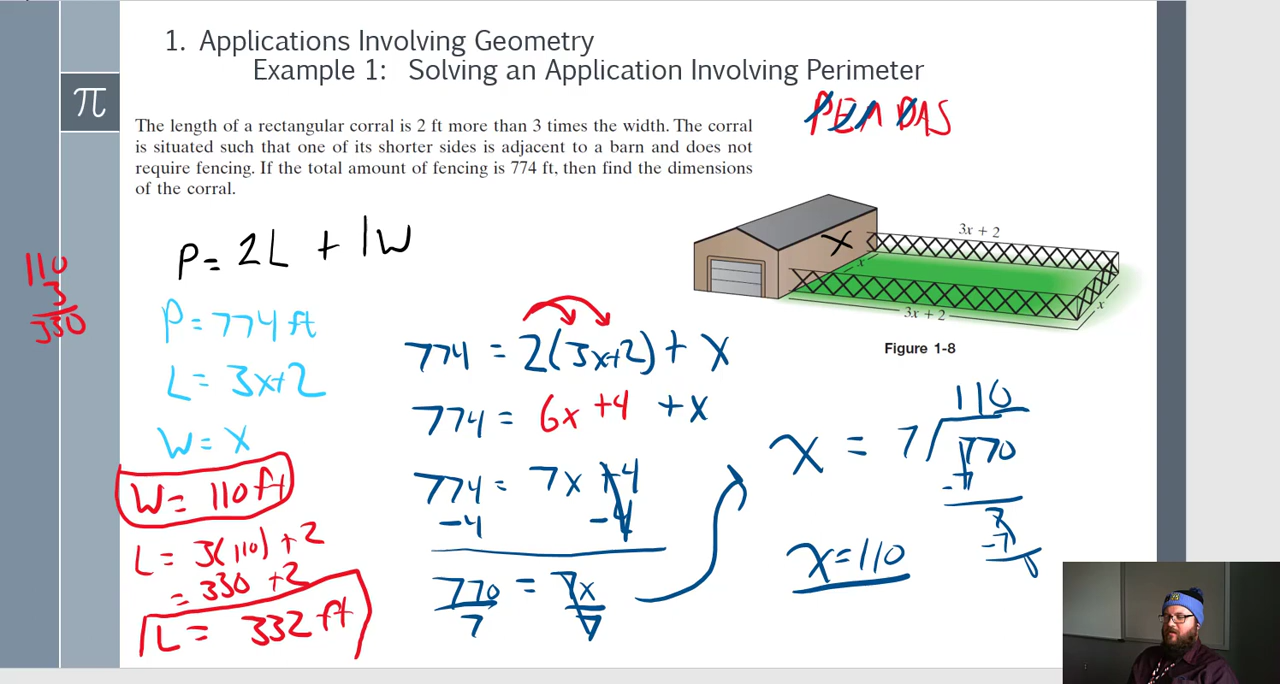 1. Applications Involving Geometry
Example 1: Solving an Application Involving Perimeter
π
PEMDAS
The length of a rectangular corral is 2 ft more than 3 times the width. The corral
is situated such that one of its shorter sides is adjacent to a barn and does not
require fencing. If the total amount of fencing is 774 ft, then find the dimensions
of the corral.
P = 2L + 1W
110
3
330
P = 774 ft
L = 3x+2
W = x
W = 110 ft
L = 3(110) + 2
= 330 + 2
L = 332 ft
774 = 2(3x+2) + x
774 = 6x +4 + x
774 = 7x +4
-4 -4
770 = 7x
7 7
X
3x + 2
x
x
3x + 2
Figure 1-8
110
x = 7 770
-7
7
-7
0
x = 110